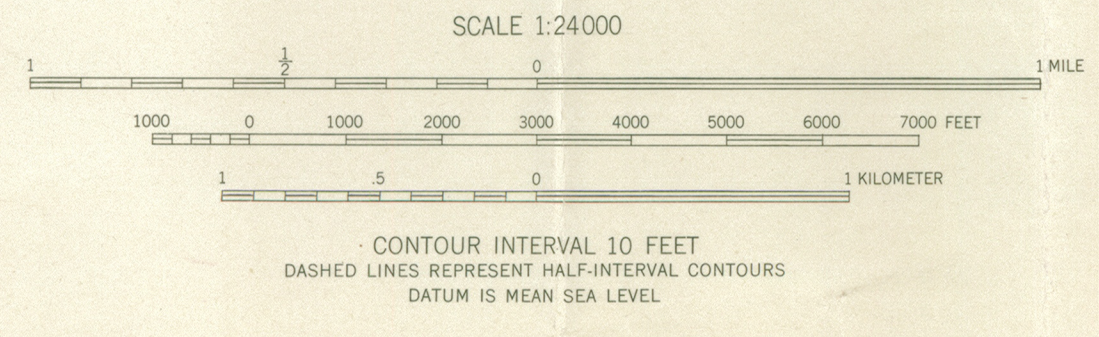 SCALE 1:24000
1 1/2 0 1 MILE
1000 0 1000 2000 3000 4000 5000 6000 7000 FEET
1 .5 0 1 KILOMETER
CONTOUR INTERVAL 10 FEET
DASHED LINES REPRESENT HALF-INTERVAL CONTOURS
DATUM IS MEAN SEA LEVEL